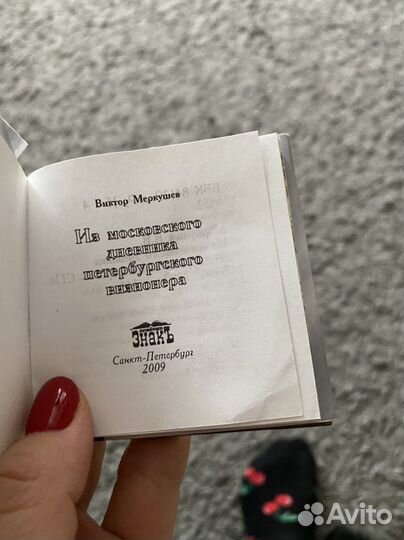 Виктор Меркушев
Из московского
дневника
петербургского
визионера
знакъ
Санкт-Петербург
2009
Avito